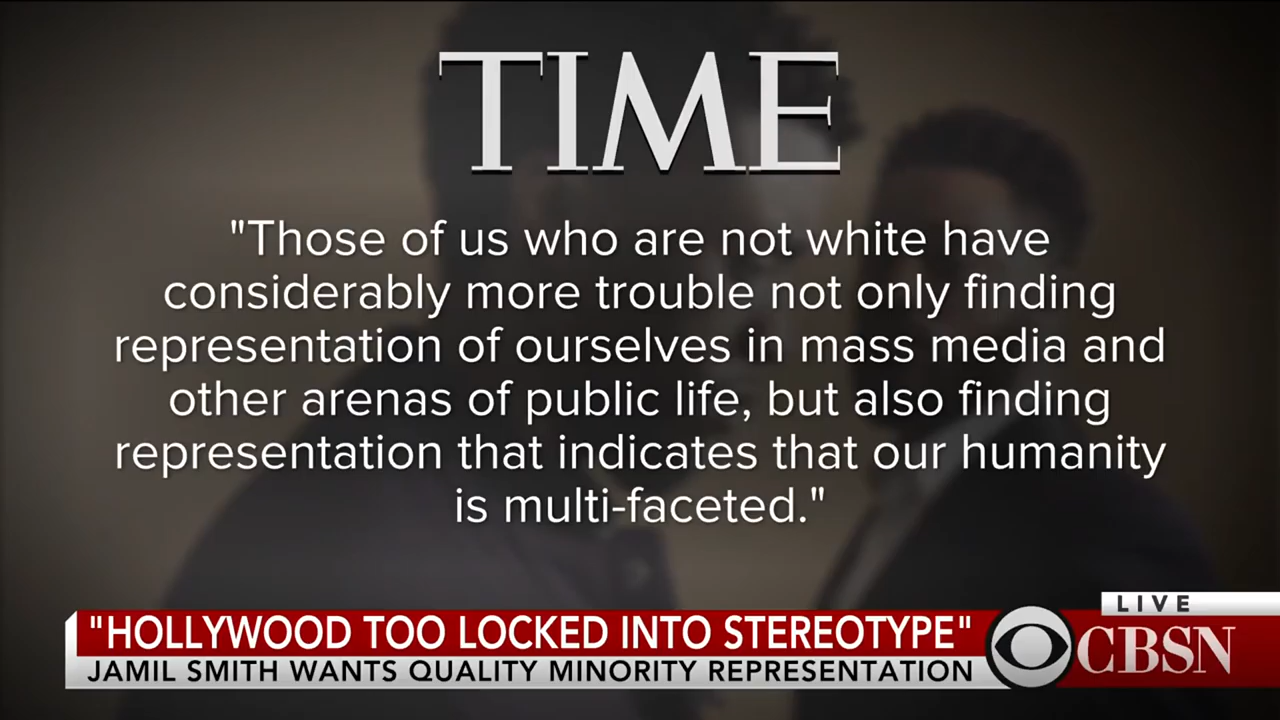 TIME
"Those of us who are not white have
considerably more trouble not only finding
representation of ourselves in mass media and
other arenas of public life, but also finding
representation that indicates that our humanity
is multi-faceted."
LIVE
"HOLLYWOOD TOO LOCKED INTO STEREOTYPE"
JAMIL SMITH WANTS QUALITY MINORITY REPRESENTATION
CBSN